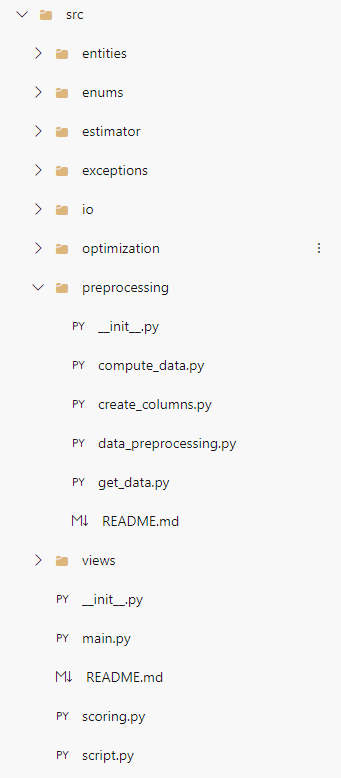 src
entities
enums
estimator
exceptions
io
optimization
preprocessing
PY __init__.py
PY compute_data.py
PY create_columns.py
PY data_preprocessing.py
PY get_data.py
M↓ README.md
views
PY __init__.py
PY main.py
M↓ README.md
PY scoring.py
PY script.py